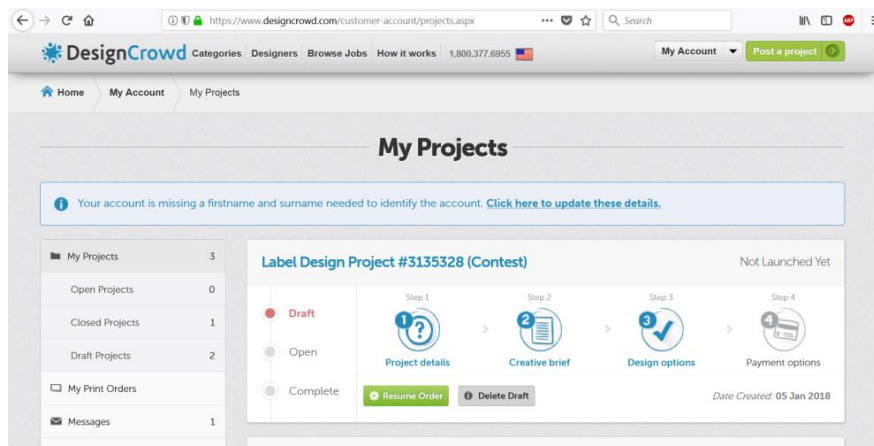 https://www.designcrowd.com/customer-account/projects.aspx
Search
DesignCrowd Categories Designers Browse Jobs How it works 1.800.377.6955 My Account Post a project
Home My Account My Projects
My Projects
Your account is missing a firstname and surname needed to identify the account. Click here to update these details.
My Projects 3
Open Projects 0
Closed Projects 1
Draft Projects 2
My Print Orders
Messages 1
Label Design Project #3135328 (Contest) Not Launched Yet
Draft
Open
Complete
Step 1 Step 2 Step 3 Step 4
1 2 3 4
Project details Creative brief Design options Payment options
Resume Order Delete Draft Date Created: 05 Jan 2018
ABP